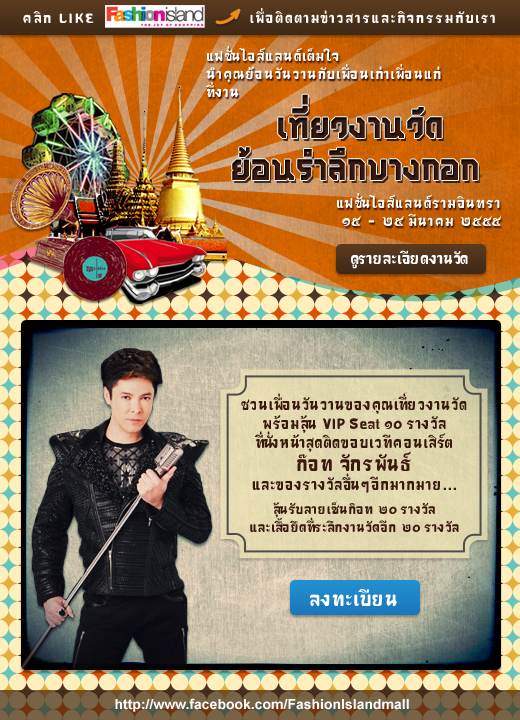 คลิก LIKE Fashionisland เพื่อติดตามข่าวสารและกิจกรรมกับเรา
THE JOY OF SHOPPING
แฟชั่นไอส์แลนด์เต็มใจ
นำคุณย้อนวันวานกับเพื่อนเก่าเพื่อนแก่
ที่งาน
เที่ยวงานวัด
ย้อนรำลึกบางกอก
แฟชั่นไอส์แลนด์รามอินทรา
๑๙ - ๒๕ มีนาคม ๒๕๕๕
ดูรายละเอียดงานวัด
ชวนเพื่อนวันวานของคุณเที่ยวงานวัด
พร้อมลุ้น VIP Seat ๑๐ รางวัล
ที่นั่งหน้าสุดติดขอบเวทีคอนเสิร์ต
ก๊อท จักรพันธ์
และของรางวัลอื่นๆอีกมากมาย...
ลุ้นรับลายเซ็นก๊อท ๒๐ รางวัล
และเสื้อยืดที่ระลึกงานวัดอีก ๒๐ รางวัล
ลงทะเบียน
http://www.facebook.com/FashionIslandmall